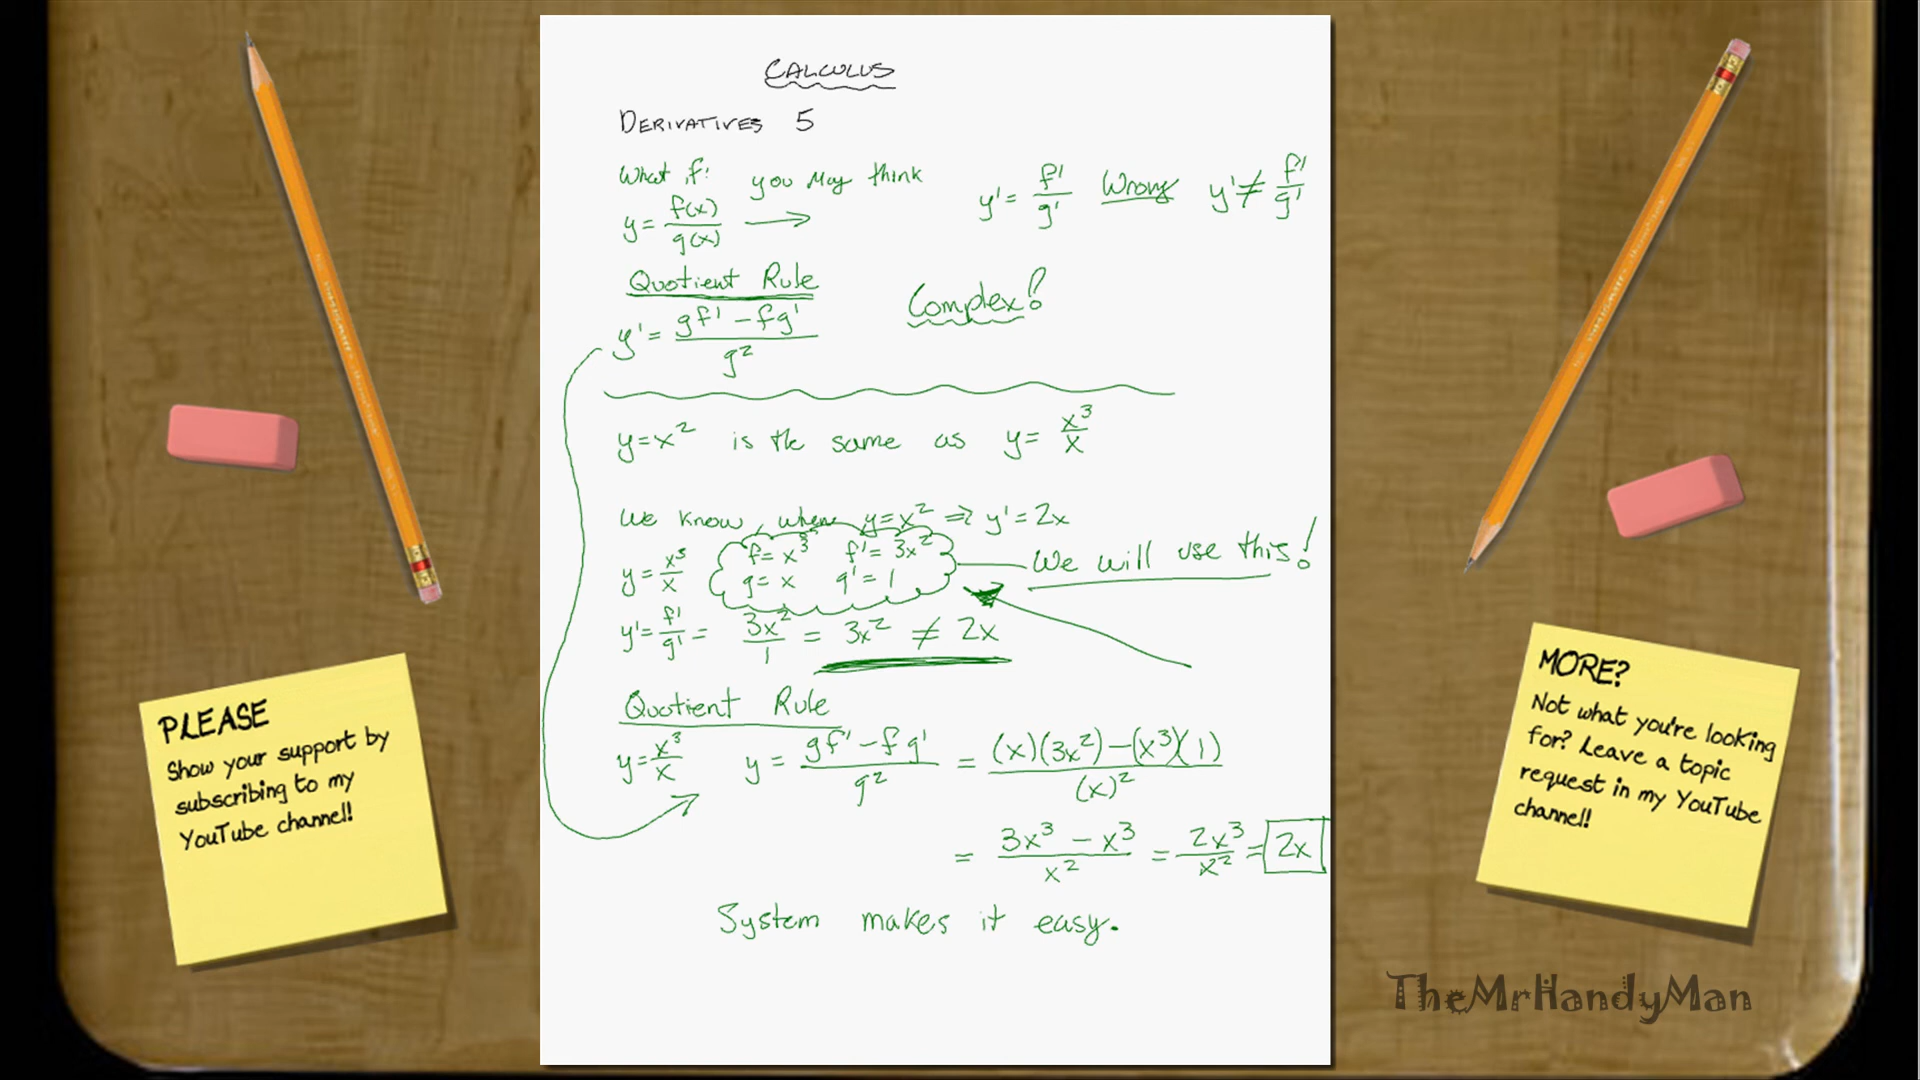 CALCULUS
DERIVATIVES 5
What if: you may think y' = f'/g' Wrong y' ≠ f'/g'
y = f(x)/g(x) →
Quotient Rule
Complex!
y' = (gf' - fg')/g²
y = x² is the same as y = x³/x
We know, where y = x² ⇒ y' = 2x
y = x³/x f = x³ f' = 3x²
g = x g' = 1
We will use this!
y' = f'/g' = 3x²/1 = 3x² ≠ 2x
Quotient Rule
y = x³/x y = (gf' - fg')/g² = ((x)(3x²) - (x³)(1))/(x)²
= (3x³ - x³)/x² = 2x³/x² = 2x
System makes it easy.
PLEASE
Show your support by
subscribing to my
YouTube channel!
MORE?
Not what you're looking
for? Leave a topic
request in my YouTube
channel!
TheMrHandyMan